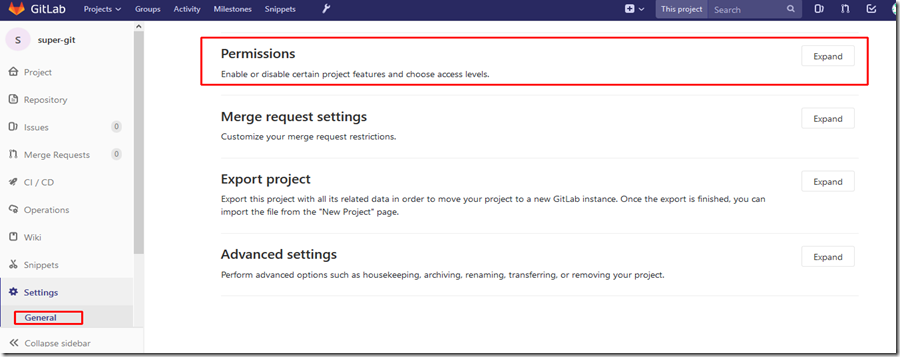 GitLab Projects Groups Activity Milestones Snippets This project Search
S super-git
Project
Repository
Issues 0
Merge Requests 0
CI / CD
Operations
Wiki
Snippets
Settings
General
Collapse sidebar
Permissions
Expand
Enable or disable certain project features and choose access levels.
Merge request settings
Expand
Customize your merge request restrictions.
Export project
Expand
Export this project with all its related data in order to move your project to a new GitLab instance. Once the export is finished, you can
import the file from the "New Project" page.
Advanced settings
Expand
Perform advanced options such as housekeeping, archiving, renaming, transferring, or removing your project.